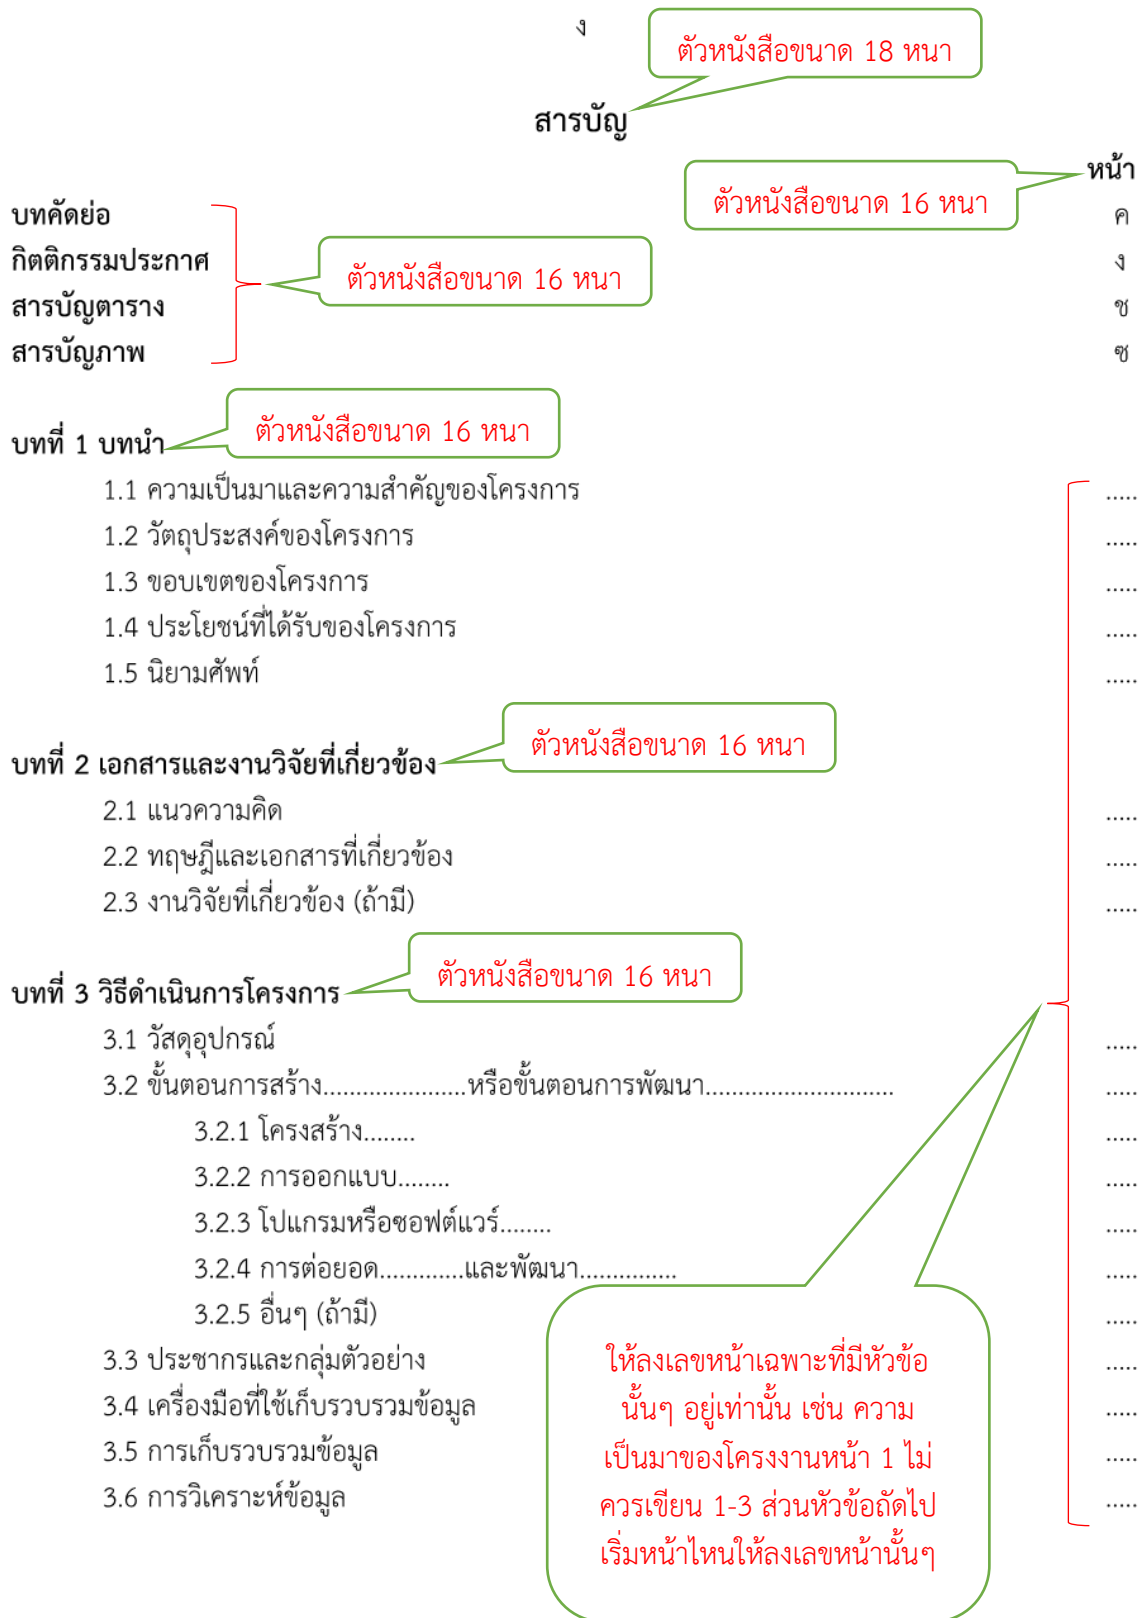 ง
ตัวหนังสือขนาด 18 หนา
สารบัญ
หน้า
ตัวหนังสือขนาด 16 หนา
บทคัดย่อ ค
กิตติกรรมประกาศ ง
ตัวหนังสือขนาด 16 หนา
สารบัญตาราง ช
สารบัญภาพ ซ
บทที่ 1 บทนำ
ตัวหนังสือขนาด 16 หนา
1.1 ความเป็นมาและความสำคัญของโครงการ .....
1.2 วัตถุประสงค์ของโครงการ .....
1.3 ขอบเขตของโครงการ .....
1.4 ประโยชน์ที่ได้รับของโครงการ .....
1.5 นิยามศัพท์ .....
บทที่ 2 เอกสารและงานวิจัยที่เกี่ยวข้อง
ตัวหนังสือขนาด 16 หนา
2.1 แนวความคิด .....
2.2 ทฤษฎีและเอกสารที่เกี่ยวข้อง .....
2.3 งานวิจัยที่เกี่ยวข้อง (ถ้ามี) .....
บทที่ 3 วิธีดำเนินการโครงการ
ตัวหนังสือขนาด 16 หนา
3.1 วัสดุอุปกรณ์ .....
3.2 ขั้นตอนการสร้าง......................หรือขั้นตอนการพัฒนา............................. .....
3.2.1 โครงสร้าง........ .....
3.2.2 การออกแบบ........ .....
3.2.3 โปแกรมหรือซอฟต์แวร์........ .....
3.2.4 การต่อยอด.............และพัฒนา............... .....
3.2.5 อื่นๆ (ถ้ามี) .....
3.3 ประชากรและกลุ่มตัวอย่าง .....
3.4 เครื่องมือที่ใช้เก็บรวบรวมข้อมูล .....
3.5 การเก็บรวบรวมข้อมูล .....
3.6 การวิเคราะห์ข้อมูล .....
ให้ลงเลขหน้าเฉพาะที่มีหัวข้อ
นั้นๆ อยู่เท่านั้น เช่น ความ
เป็นมาของโครงงานหน้า 1 ไม่
ควรเขียน 1-3 ส่วนหัวข้อถัดไป
เริ่มหน้าไหนให้ลงเลขหน้านั้นๆ